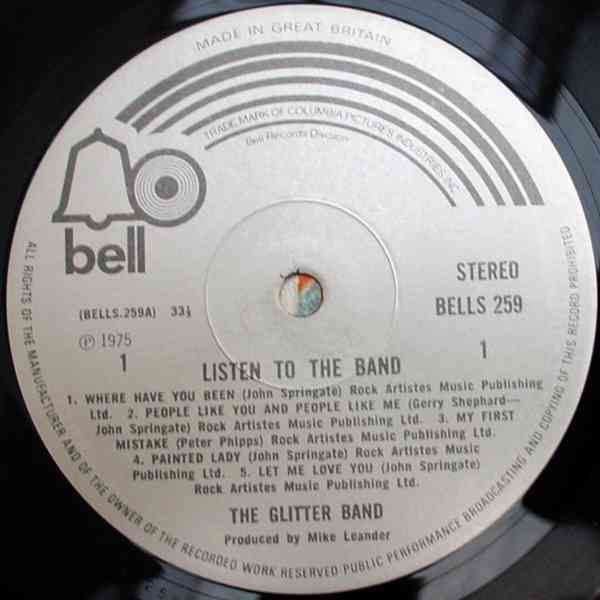 MADE IN GREAT BRITAIN
TRADE MARK OF COLUMBIA PICTURES INDUSTRIES, INC.
Bell Records Division
bell
STEREO
BELLS 259
(BELLS.259A) 33⅓
℗ 1975
1
1
LISTEN TO THE BAND
1. WHERE HAVE YOU BEEN (John Springate) Rock Artistes Music Publishing
Ltd. 2. PEOPLE LIKE YOU AND PEOPLE LIKE ME (Gerry Shephard—
John Springate) Rock Artistes Music Publishing Ltd. 3. MY FIRST
MISTAKE (Peter Phipps) Rock Artistes Music Publishing Ltd.
4. PAINTED LADY (John Springate) Rock Artistes Music
Publishing Ltd. 5. LET ME LOVE YOU (John Springate)
Rock Artistes Music Publishing Ltd.
THE GLITTER BAND
Produced by Mike Leander
ALL RIGHTS OF THE MANUFACTURER AND OF THE OWNER OF THE RECORDED WORK RESERVED PUBLIC PERFORMANCE BROADCASTING AND COPYING OF THIS RECORD PROHIBITED